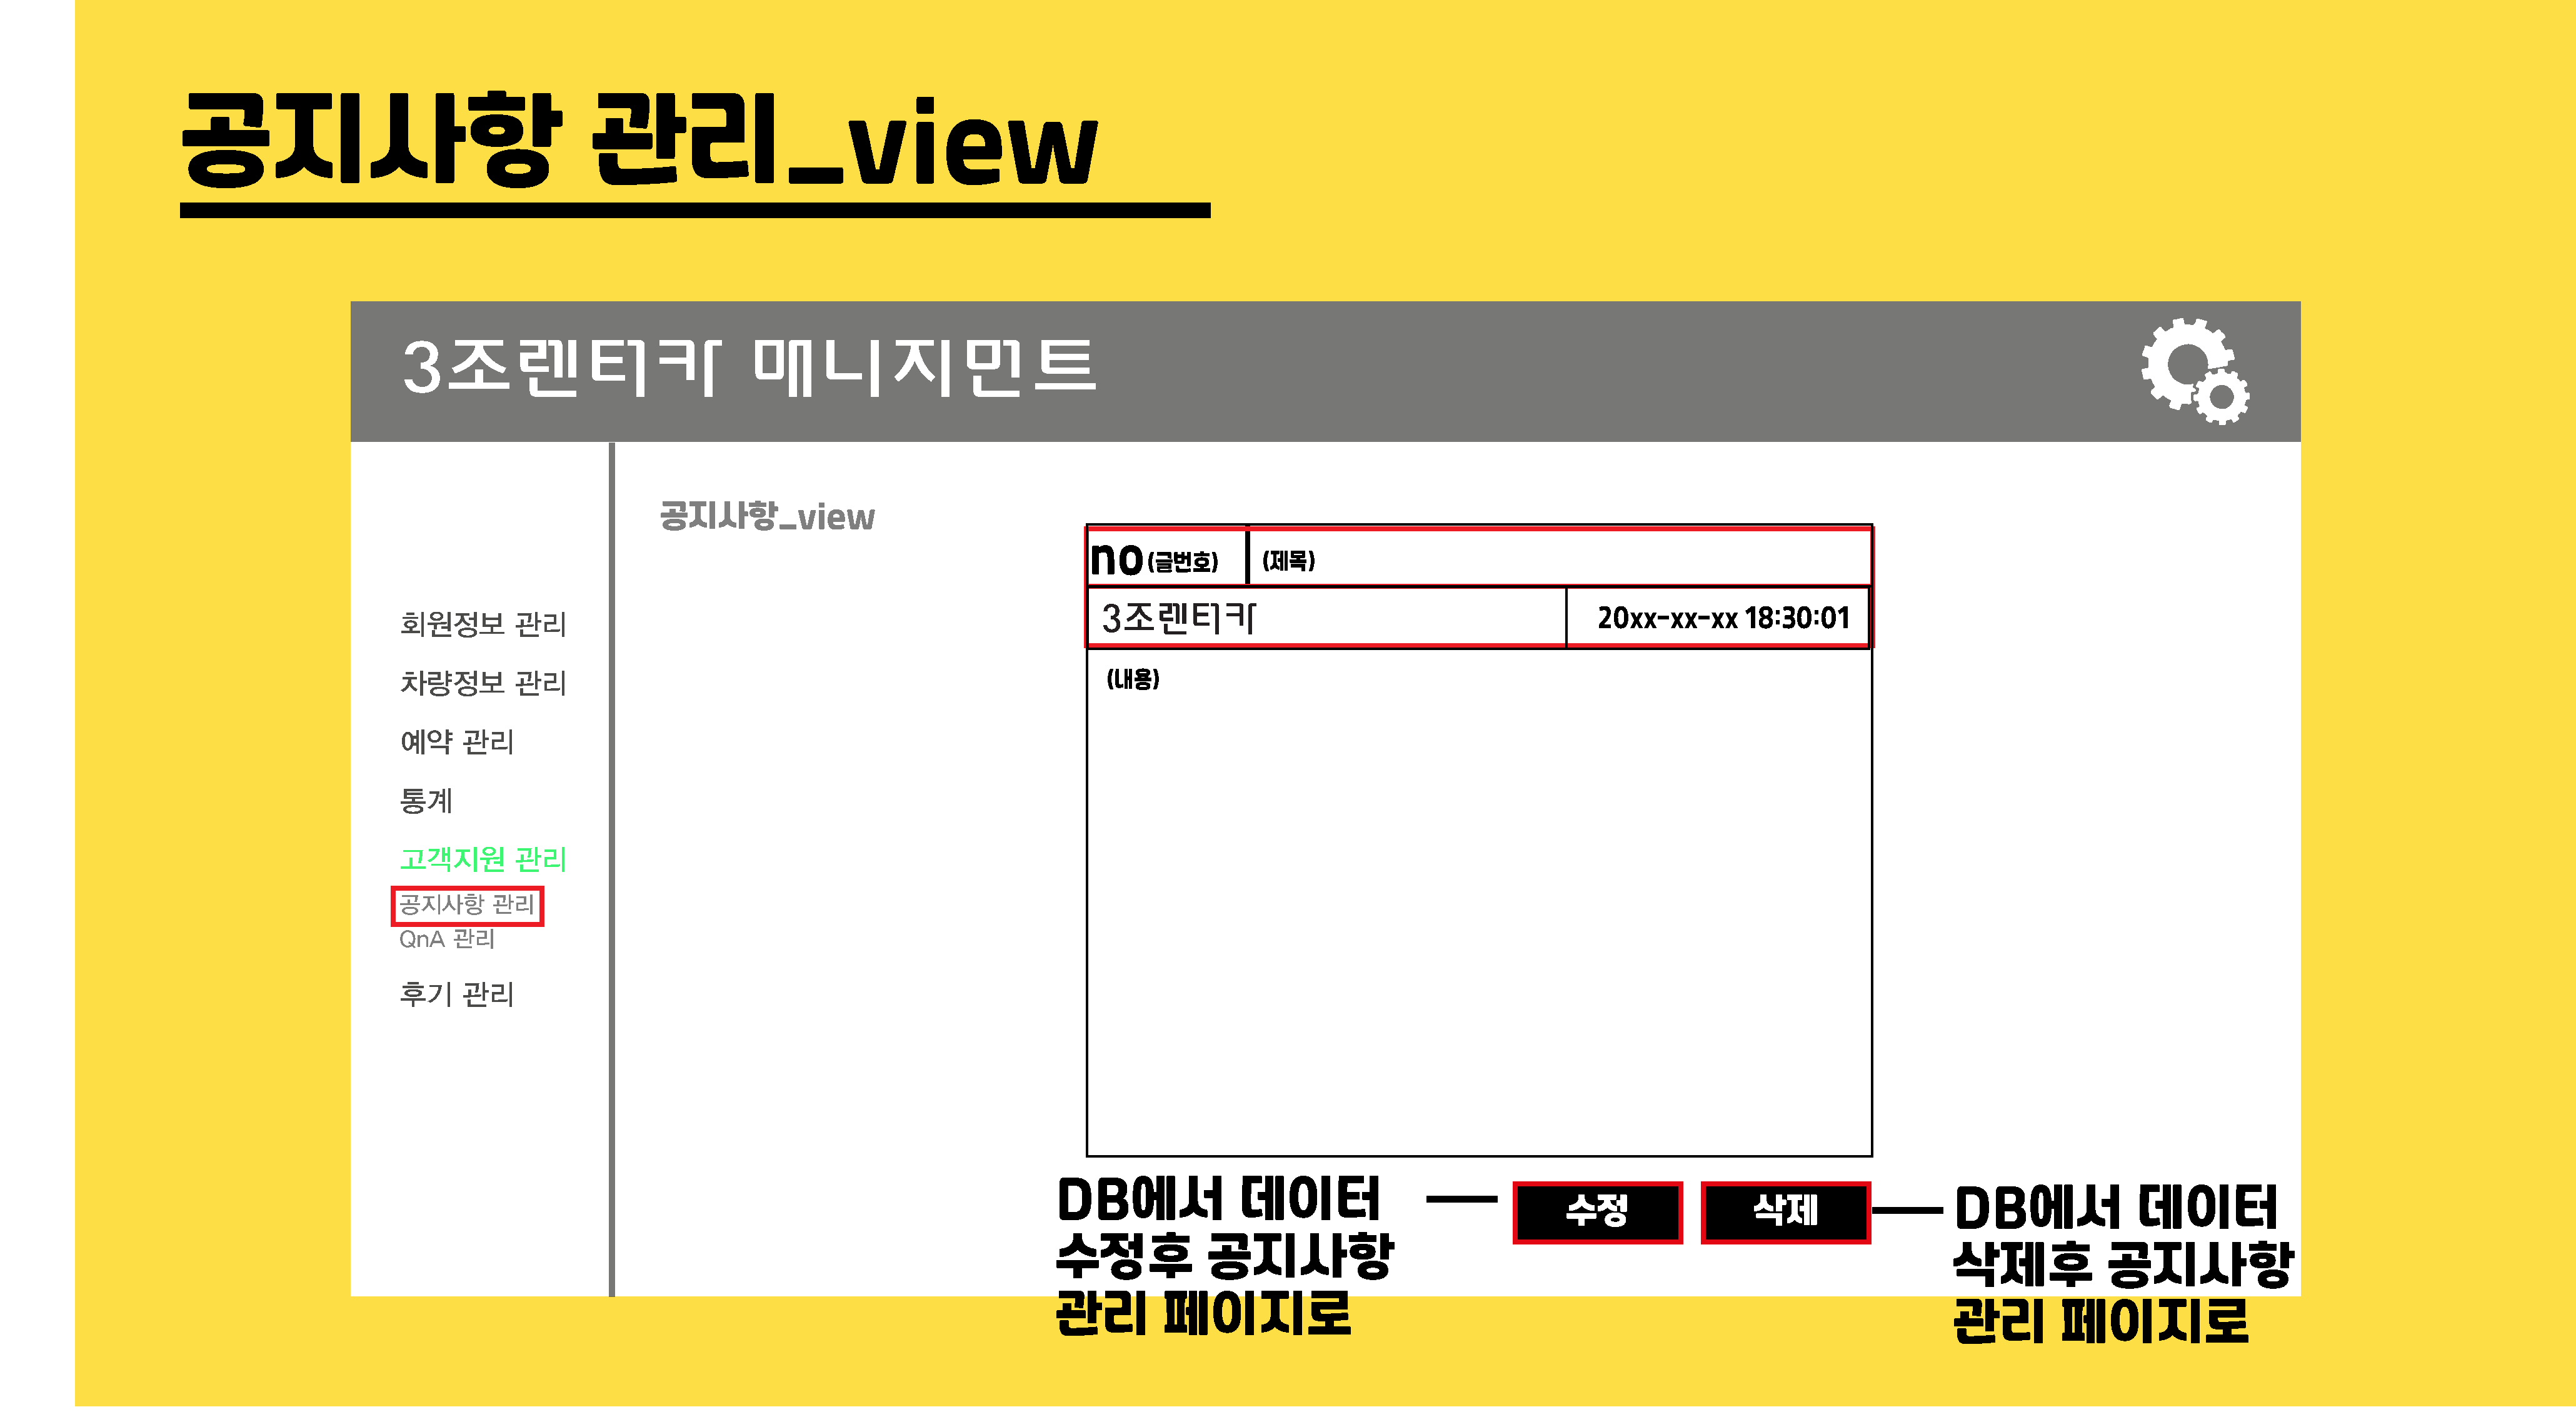 공지사항 관리_view
3조렌터카 매니지먼트
공지사항_view
회원정보 관리
차량정보 관리
예약 관리
통계
고객지원 관리
공지사항 관리
QnA 관리
후기 관리
no(글번호) (제목)
3조렌터카 20xx-xx-xx 18:30:01
(내용)
DB에서 데이터
수정후 공지사항
관리 페이지로
수정 삭제
DB에서 데이터
삭제후 공지사항
관리 페이지로